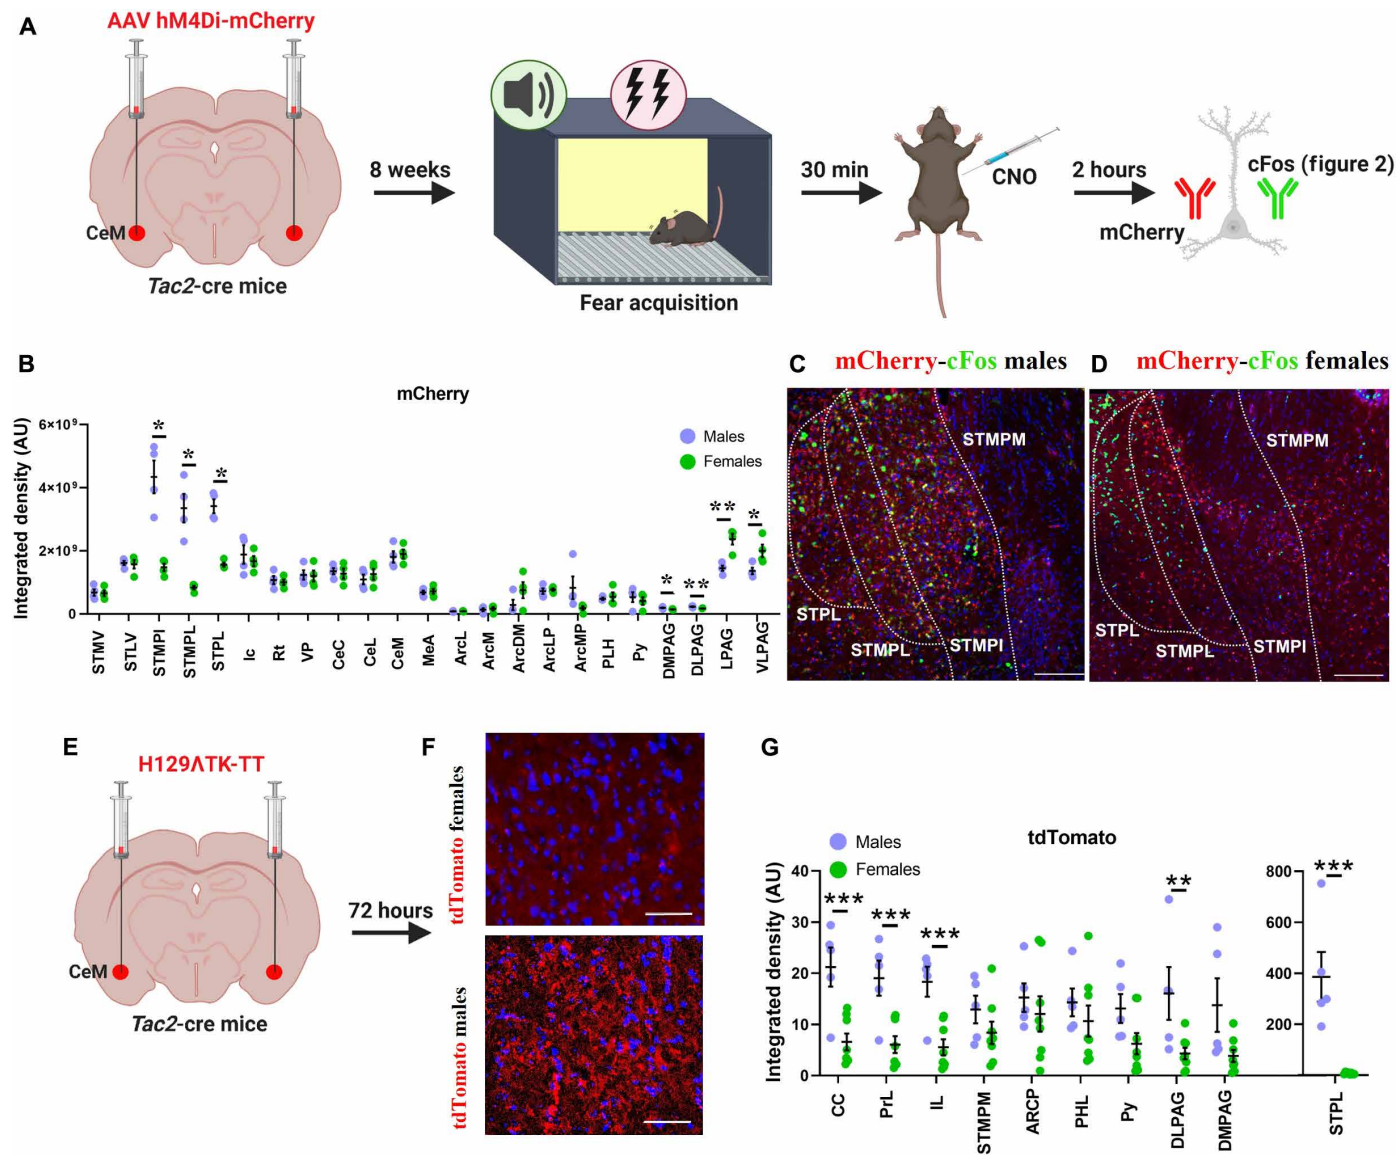 A
AAV hM4Di-mCherry
CeM
Tac2-cre mice
8 weeks
Fear acquisition
30 min
CNO
2 hours
cFos (figure 2)
mCherry
B
mCherry
Integrated density (AU)
6×10⁹
4×10⁹
2×10⁹
0
Males
Females
*
*
*
*
**
**
*
STMV
STLV
STMPI
STMPL
STPL
Ic
Rt
VP
CeC
CeL
CeM
MeA
ArcL
ArcM
ArcDM
ArcLP
ArcMP
PLH
Py
DMPAG
DLPAG
LPAG
VLPAG
C
mCherry-cFos males
STMPM
STPL
STMPL
STMPI
D
mCherry-cFos females
STMPM
STPL
STMPL
STMPI
E
H129ΔTK-TT
CeM
Tac2-cre mice
72 hours
F
tdTomato females
tdTomato males
G
tdTomato
Males
Females
Integrated density (AU)
40
30
20
10
0
***
***
***
**
CC
PrL
IL
STMPM
ARCP
PHL
Py
DLPAG
DMPAG
800
600
400
200
***
STPL